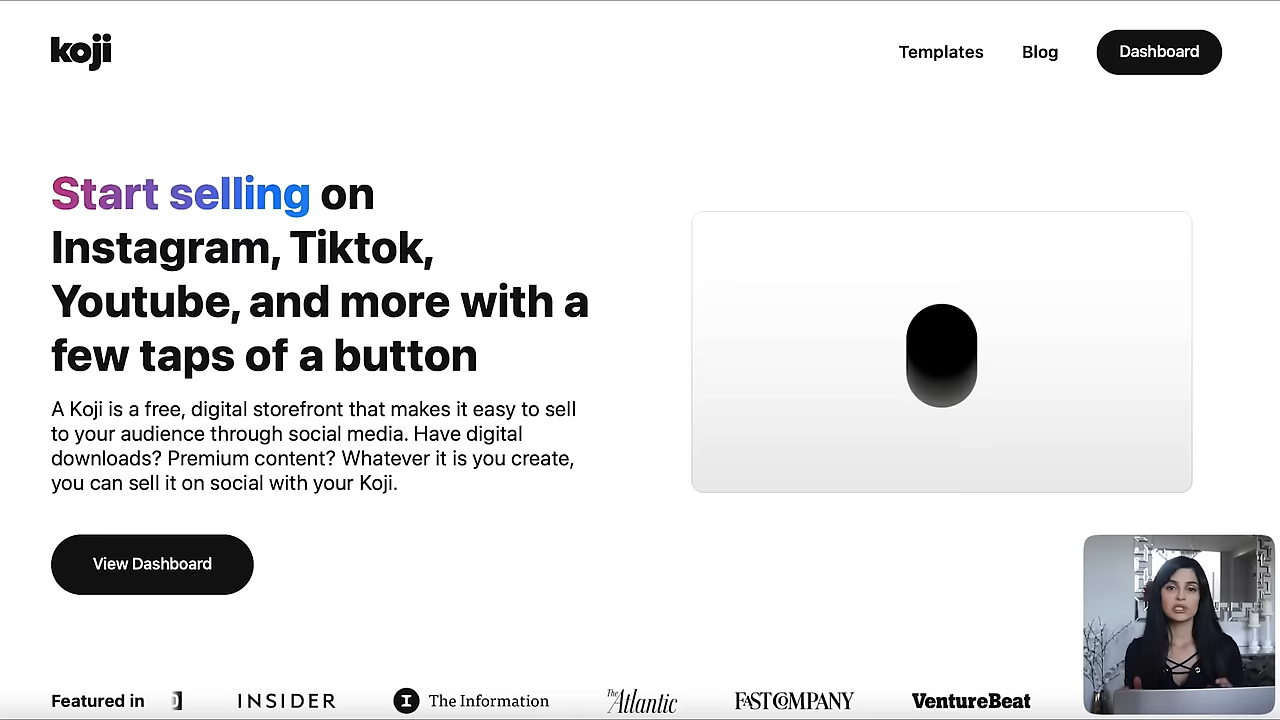 koji
Templates
Blog
Dashboard
Start selling on
Instagram, Tiktok,
Youtube, and more with a
few taps of a button
A Koji is a free, digital storefront that makes it easy to sell
to your audience through social media. Have digital
downloads? Premium content? Whatever it is you create,
you can sell it on social with your Koji.
View Dashboard
Featured in
INSIDER
I The Information
The Atlantic
FAST COMPANY
VentureBeat